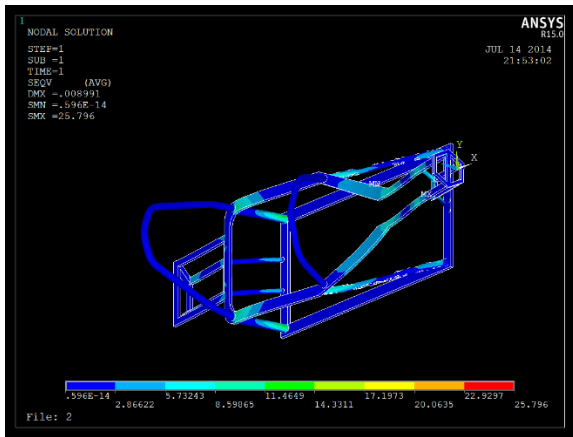 1
NODAL SOLUTION
STEP=1
SUB =1
TIME=1
SEQV (AVG)
DMX =.008991
SMN =.596E-14
SMX =25.796
ANSYS
R15.0
JUL 14 2014
21:53:02
Y
X
MN
MX
.596E-14 5.73243 11.4649 17.1973 22.9297
2.86622 8.59865 14.3311 20.0635 25.796
File: 2